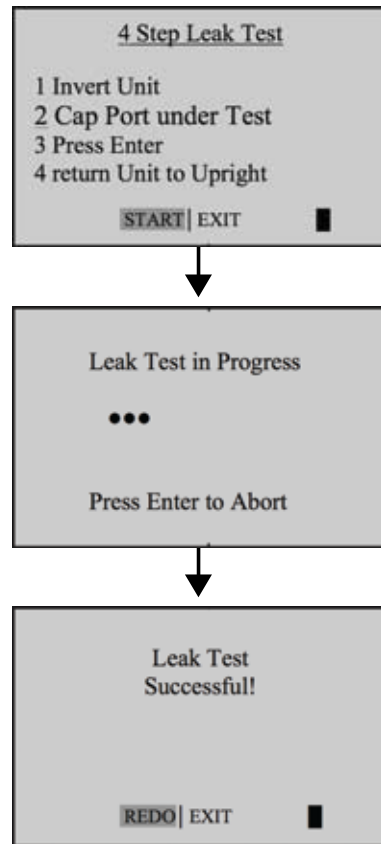 4 Step Leak Test
1 Invert Unit
2 Cap Port under Test
3 Press Enter
4 return Unit to Upright
START| EXIT
Leak Test in Progress
•••
Press Enter to Abort
Leak Test
Successful!
REDO| EXIT